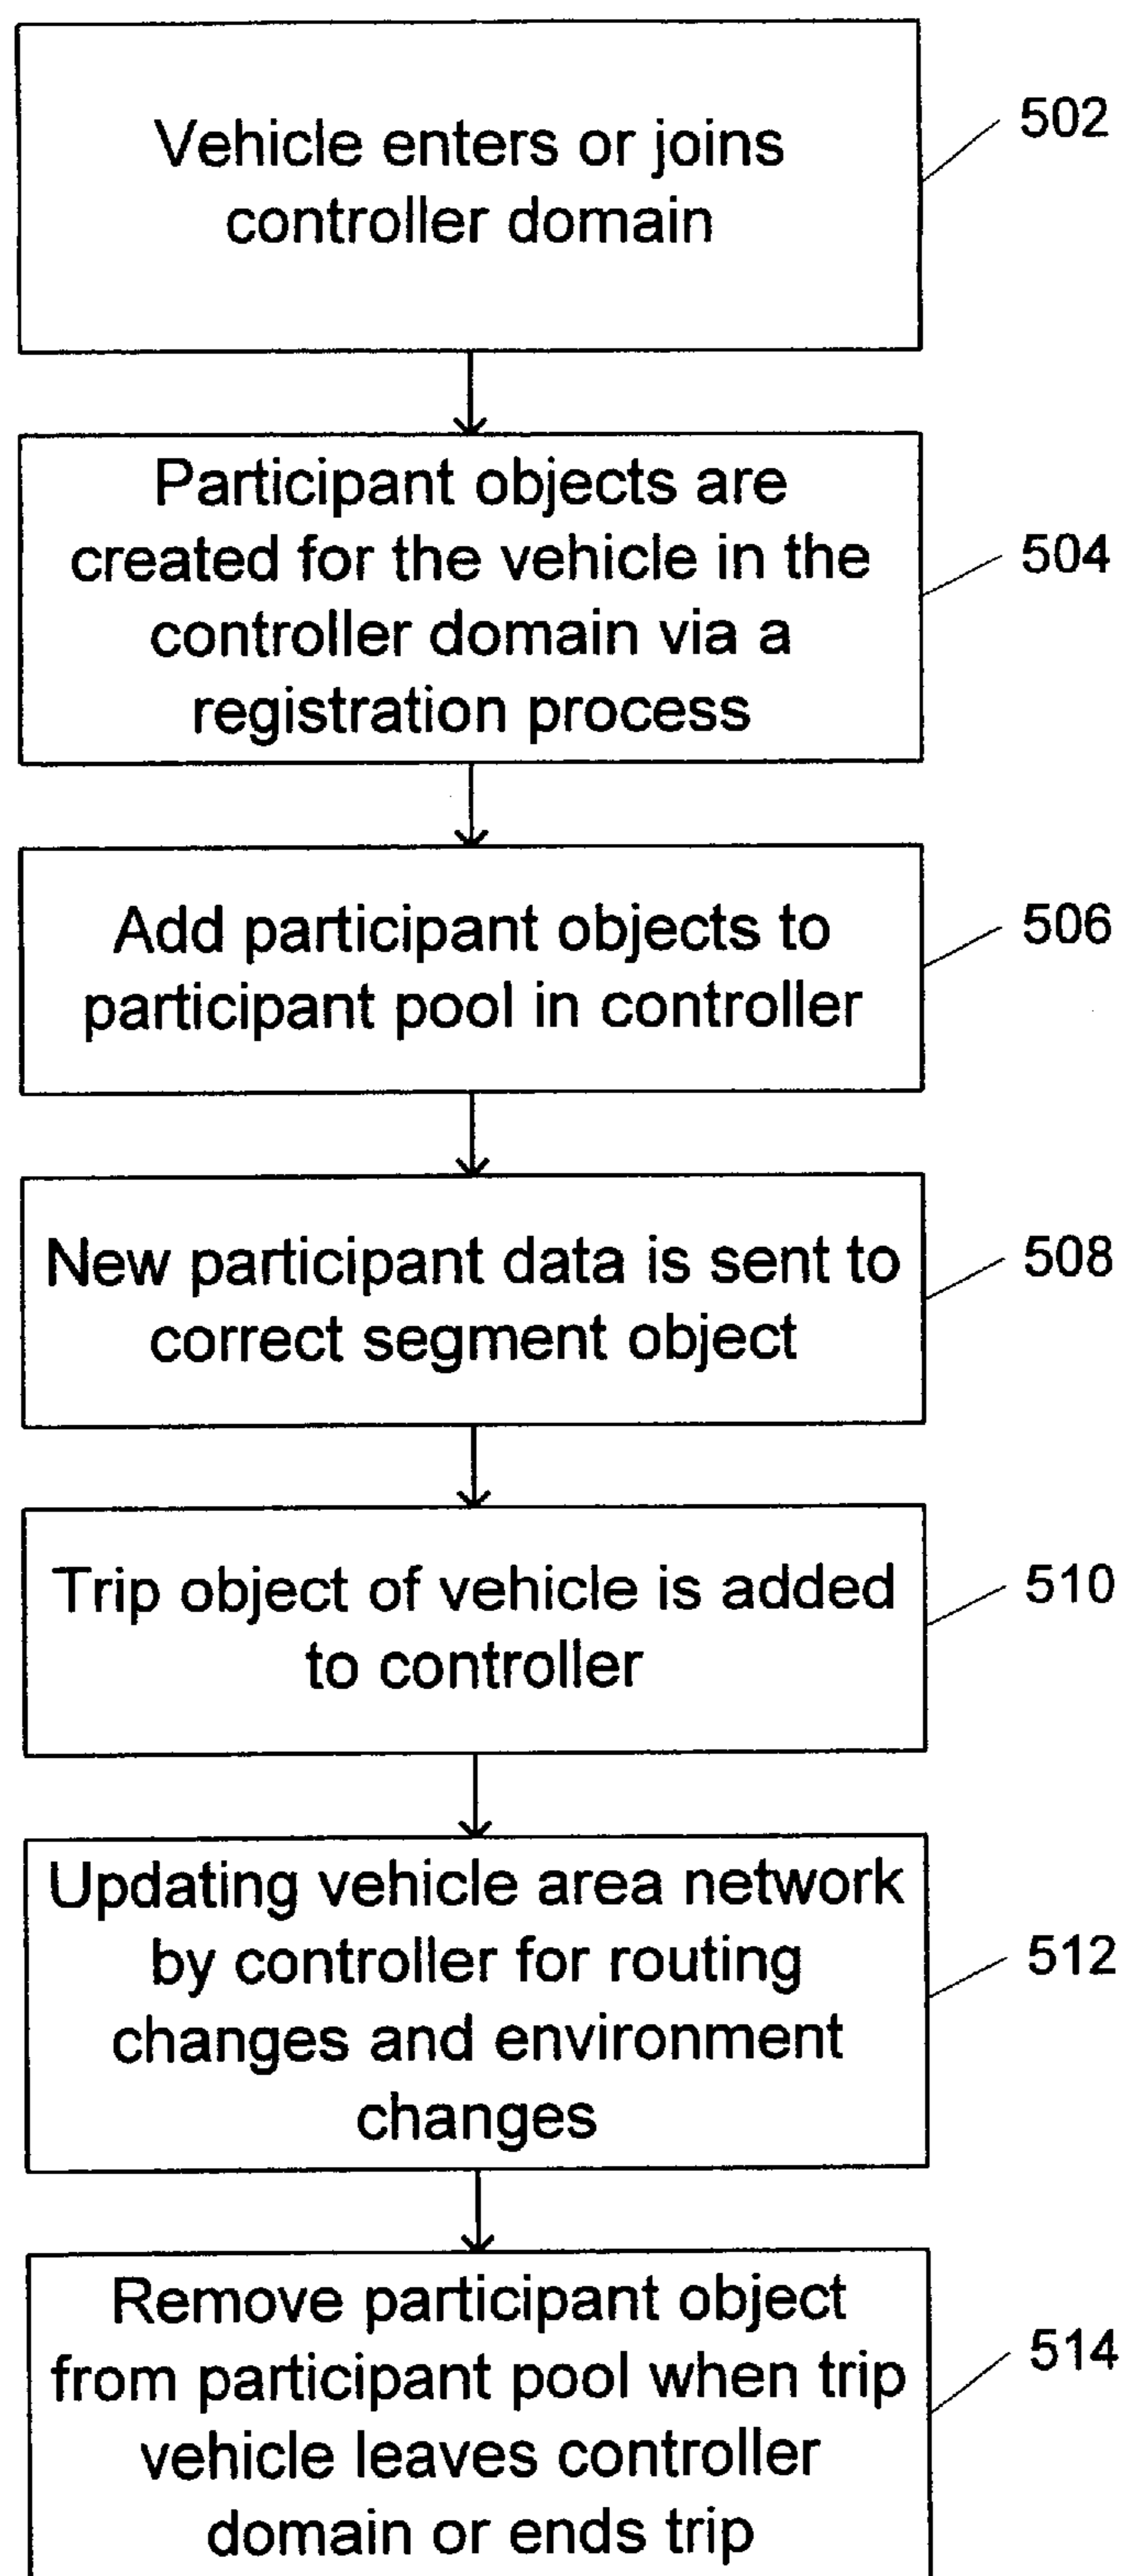 Vehicle enters or joins
controller domain
502
Participant objects are
created for the vehicle in the
controller domain via a
registration process
504
Add participant objects to
participant pool in controller
506
New participant data is sent to
correct segment object
508
Trip object of vehicle is added
to controller
510
Updating vehicle area network
by controller for routing
changes and environment
changes
512
Remove participant object
from participant pool when trip
vehicle leaves controller
domain or ends trip
514